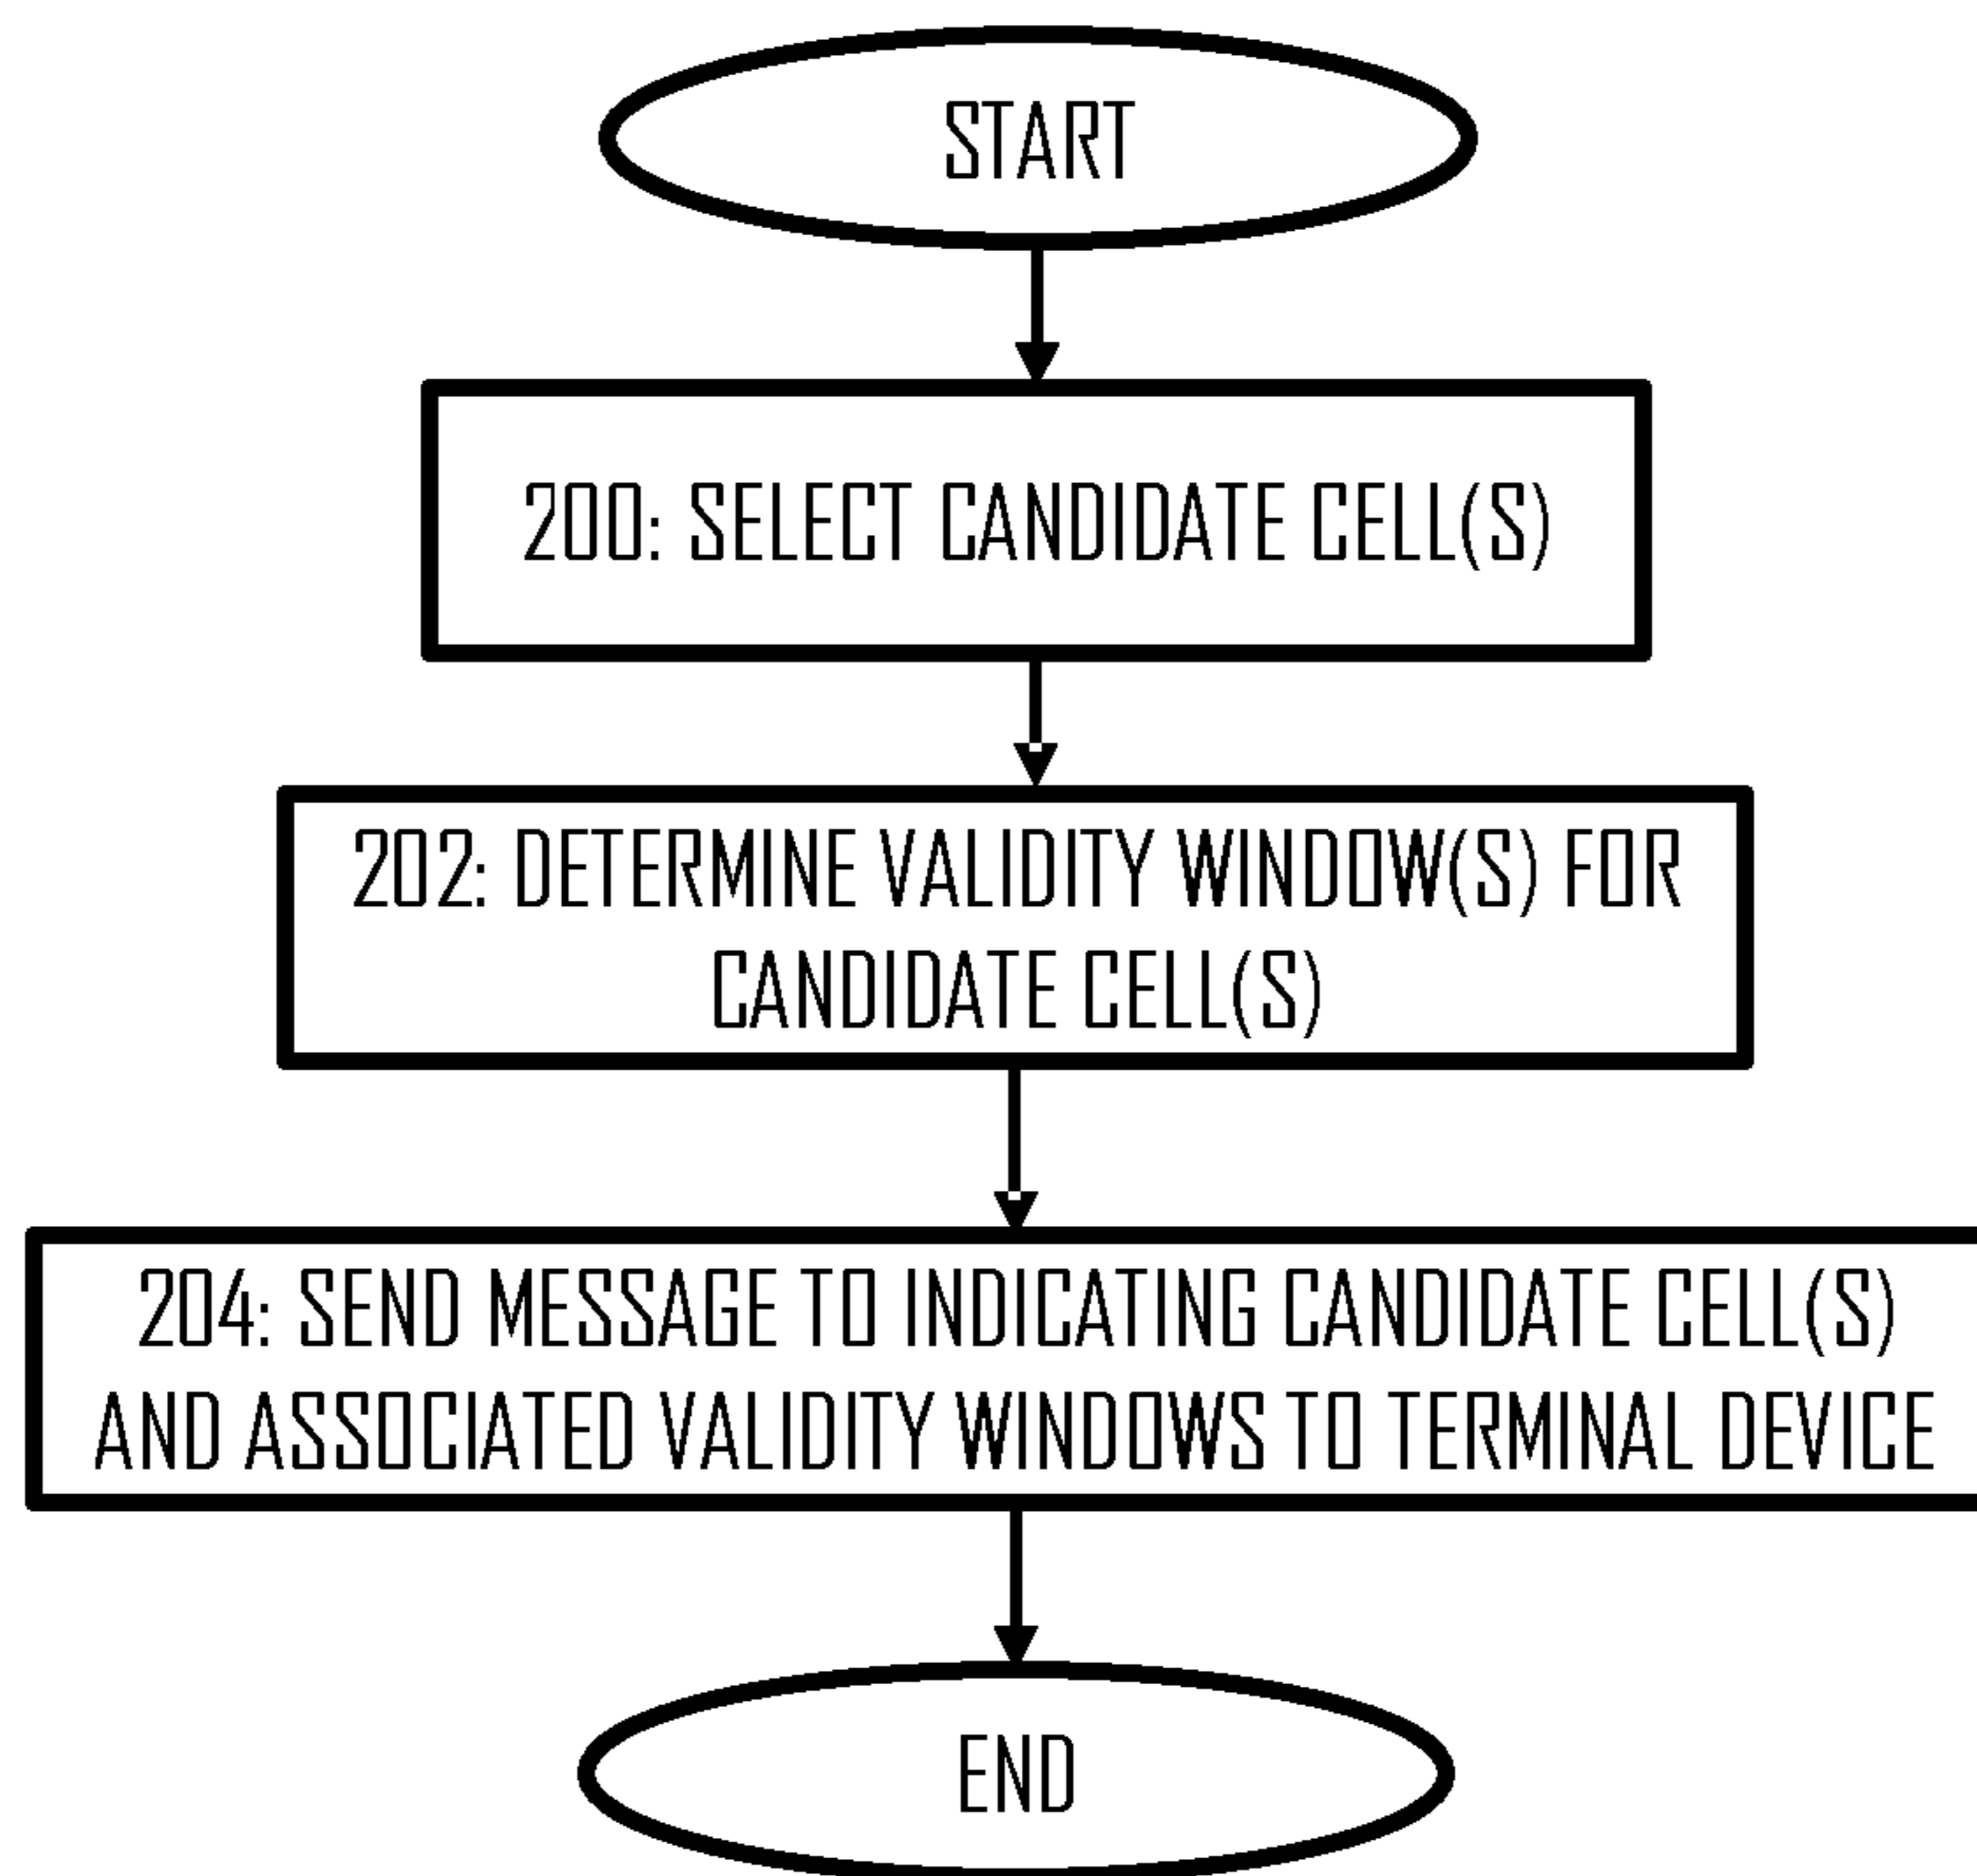 START
200: SELECT CANDIDATE CELL(S)
202: DETERMINE VALIDITY WINDOW(S) FOR
CANDIDATE CELL(S)
204: SEND MESSAGE TO INDICATING CANDIDATE CELL(S)
AND ASSOCIATED VALIDITY WINDOWS TO TERMINAL DEVICE
END